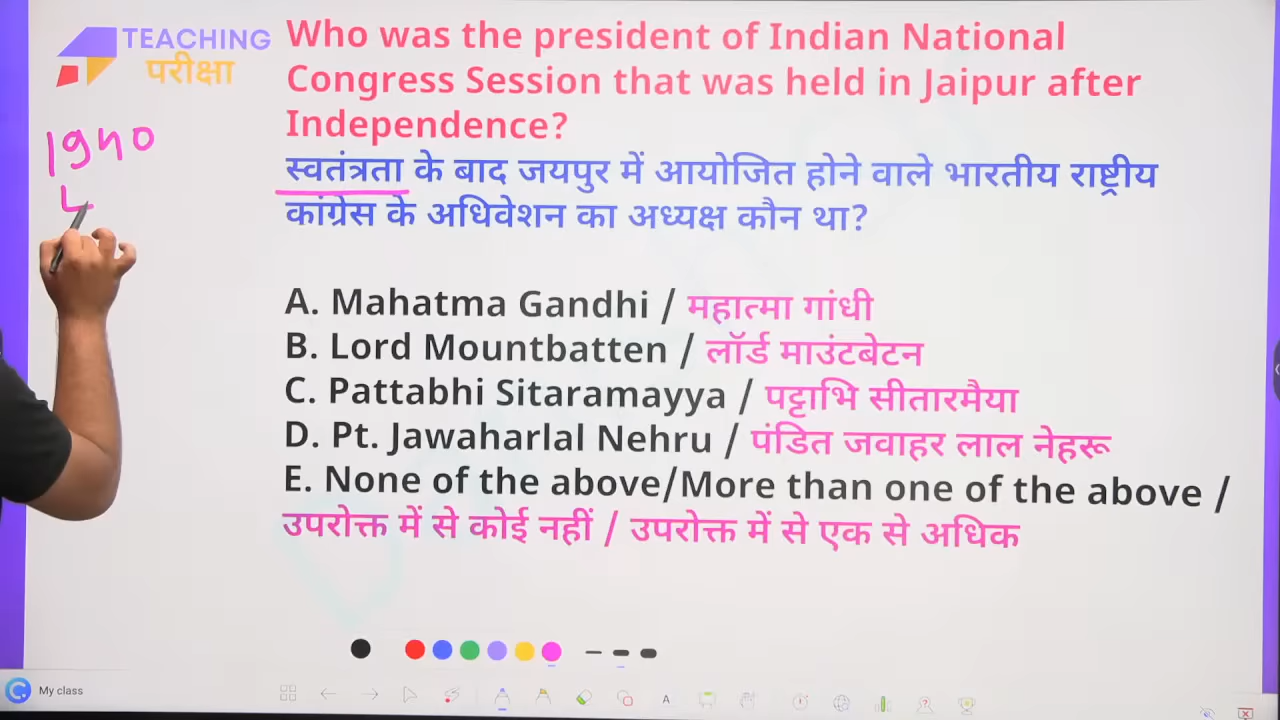 TEACHING
परीक्षा
Who was the president of Indian National
Congress Session that was held in Jaipur after
Independence?
स्वतंत्रता के बाद जयपुर में आयोजित होने वाले भारतीय राष्ट्रीय
कांग्रेस के अधिवेशन का अध्यक्ष कौन था?
1940
A. Mahatma Gandhi / महात्मा गांधी
B. Lord Mountbatten / लॉर्ड माउंटबेटन
C. Pattabhi Sitaramayya / पट्टाभि सीतारमैया
D. Pt. Jawaharlal Nehru / पंडित जवाहर लाल नेहरू
E. None of the above/More than one of the above /
उपरोक्त में से कोई नहीं / उपरोक्त में से एक से अधिक
My class